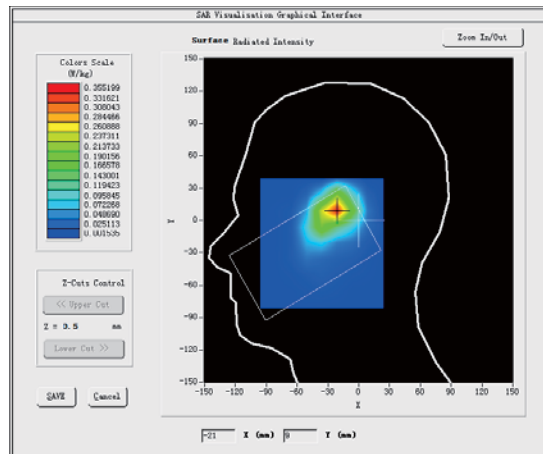 SAR Visualisation Graphical Interface
Surface Radiated Intensity
Zoom In/Out
Colors Scale
(W/kg)
0.355199
0.331621
0.308043
0.284466
0.260888
0.237311
0.213733
0.190156
0.166578
0.143001
0.119423
0.095845
0.072268
0.048690
0.025113
0.001535
150
120
90
60
30
0
-30
-60
-90
-120
-150
Y
-150 -120 -90 -60 -30 0 30 60 90 120 150
X
Z-Cuts Control
<< Upper Cut
Z = 3.5 mm
Lower Cut >>
SAVE Cancel
-21 X (mm) 9 Y (mm)